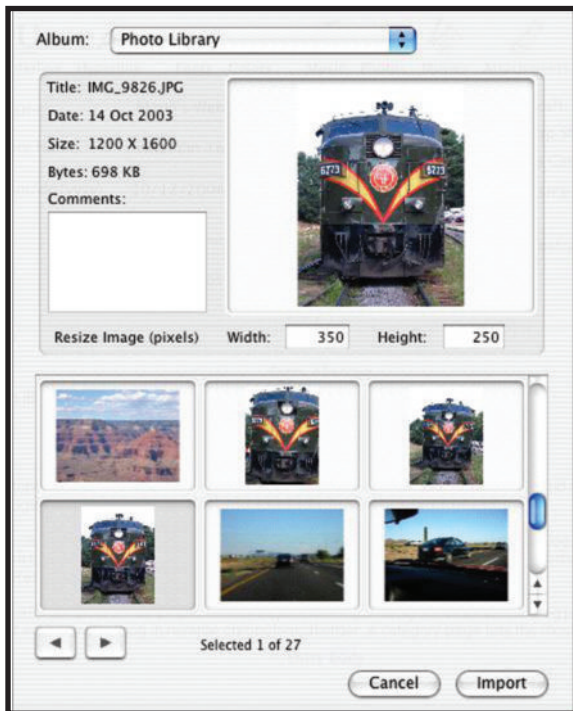 Album: Photo Library
Title: IMG_9826.JPG
Date: 14 Oct 2003
Size: 1200 X 1600
Bytes: 698 KB
Comments:
Resize Image (pixels) Width: 350 Height: 250
Selected 1 of 27
Cancel Import